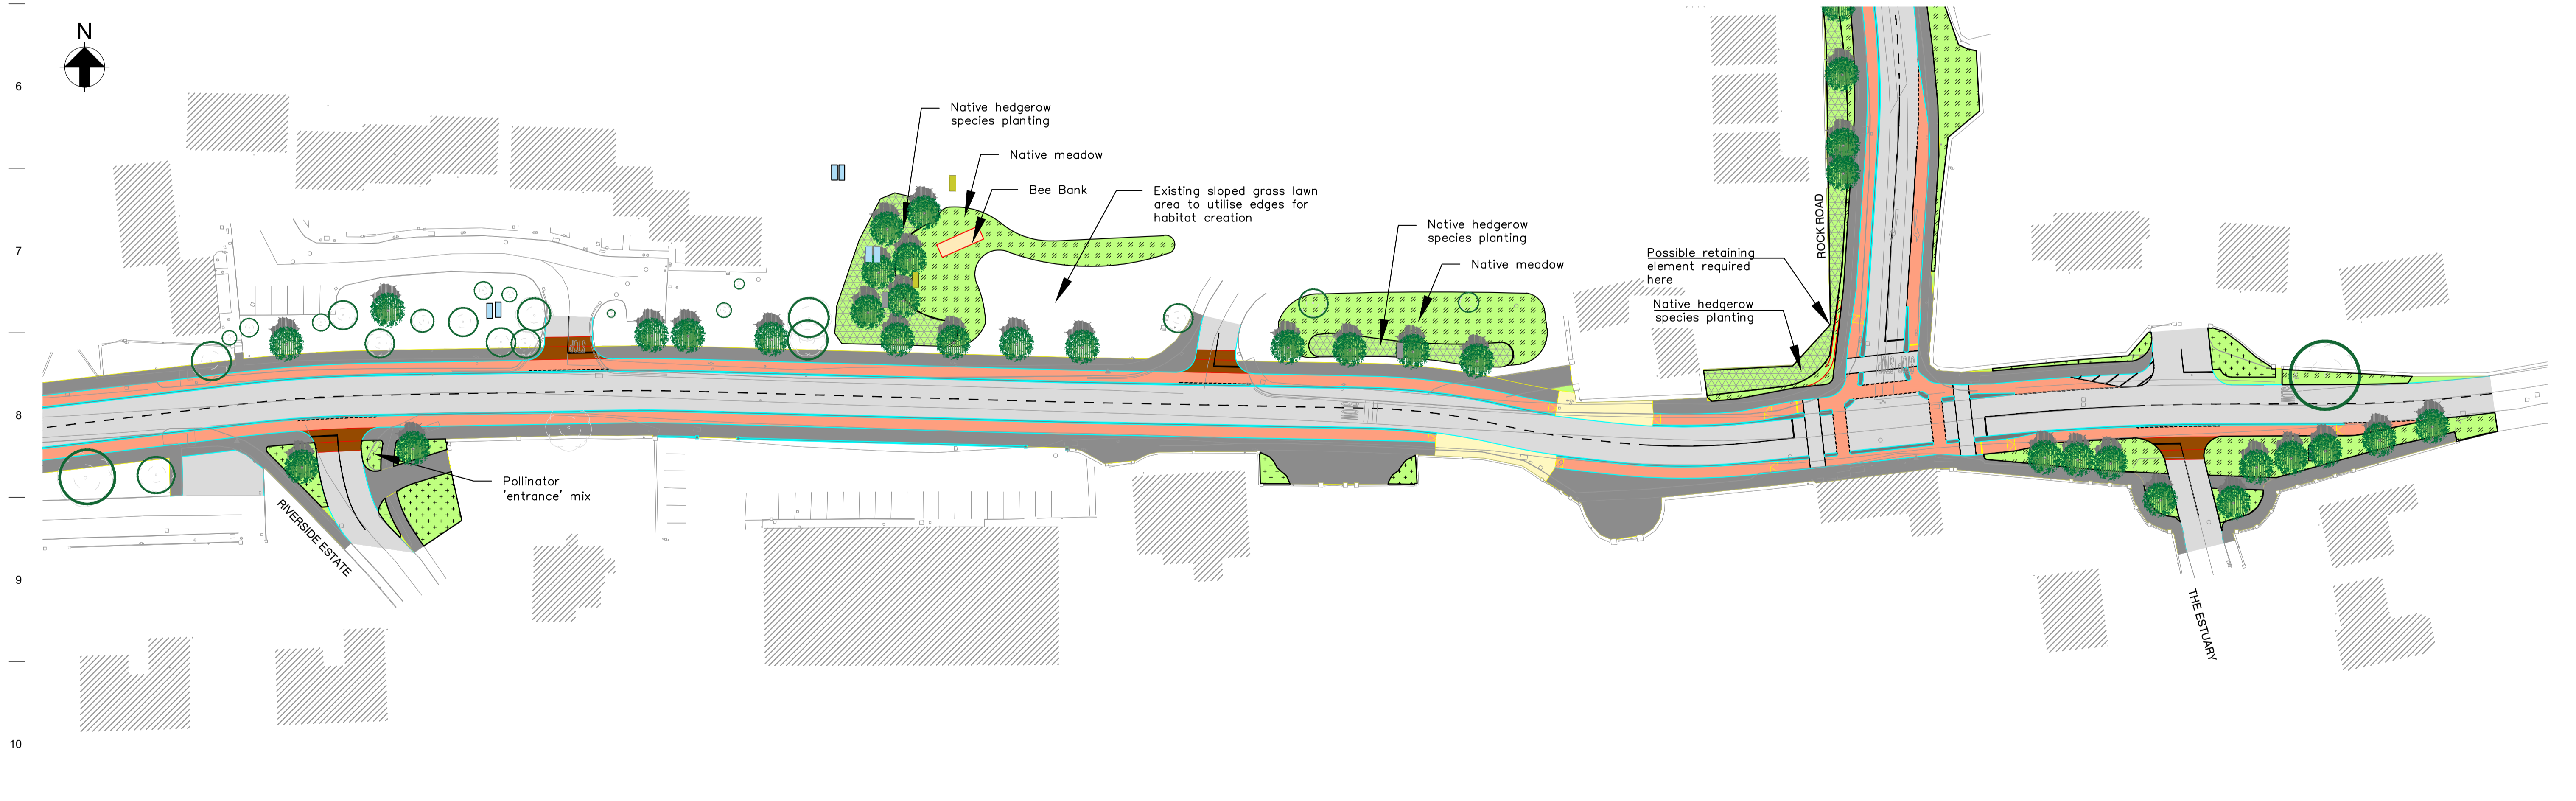 N
6
7
8
9
10
Native hedgerow
species planting
Native meadow
Bee Bank
Existing sloped grass lawn
area to utilise edges for
habitat creation
Native hedgerow
species planting
Native meadow
Possible retaining
element required
here
Native hedgerow
species planting
ROCK ROAD
STOP
Pollinator
'entrance' mix
RIVERSIDE ESTATE
THE ESTUARY